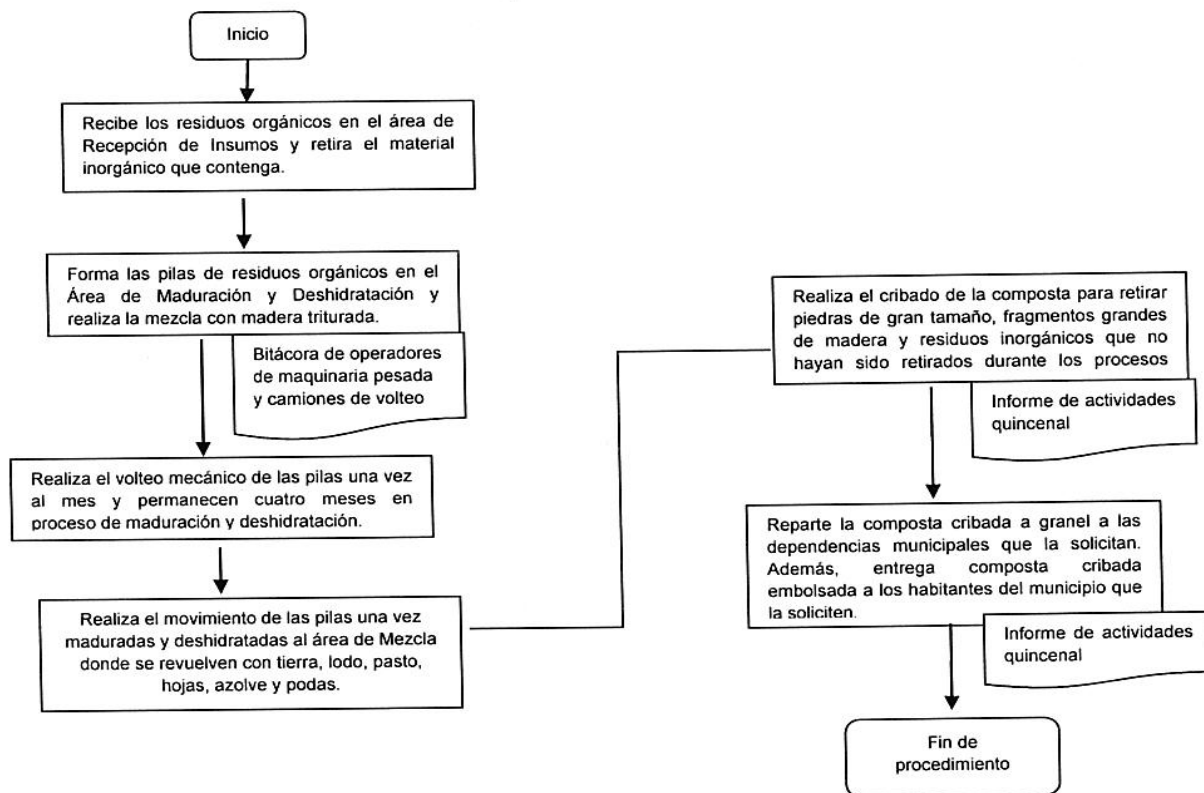 Inicio
Recibe los residuos orgánicos en el área de
Recepción de Insumos y retira el material
inorgánico que contenga.
Forma las pilas de residuos orgánicos en el
Área de Maduración y Deshidratación y
realiza la mezcla con madera triturada.
Bitácora de operadores
de maquinaria pesada
y camiones de volteo
Realiza el volteo mecánico de las pilas una vez
al mes y permanecen cuatro meses en
proceso de maduración y deshidratación.
Realiza el movimiento de las pilas una vez
maduradas y deshidratadas al área de Mezcla
donde se revuelven con tierra, lodo, pasto,
hojas, azolve y podas.
Realiza el cribado de la composta para retirar
piedras de gran tamaño, fragmentos grandes
de madera y residuos inorgánicos que no
hayan sido retirados durante los procesos
Informe de actividades
quincenal
Reparte la composta cribada a granel a las
dependencias municipales que la solicitan.
Además, entrega composta cribada
embolsada a los habitantes del municipio que
la soliciten.
Informe de actividades
quincenal
Fin de
procedimiento